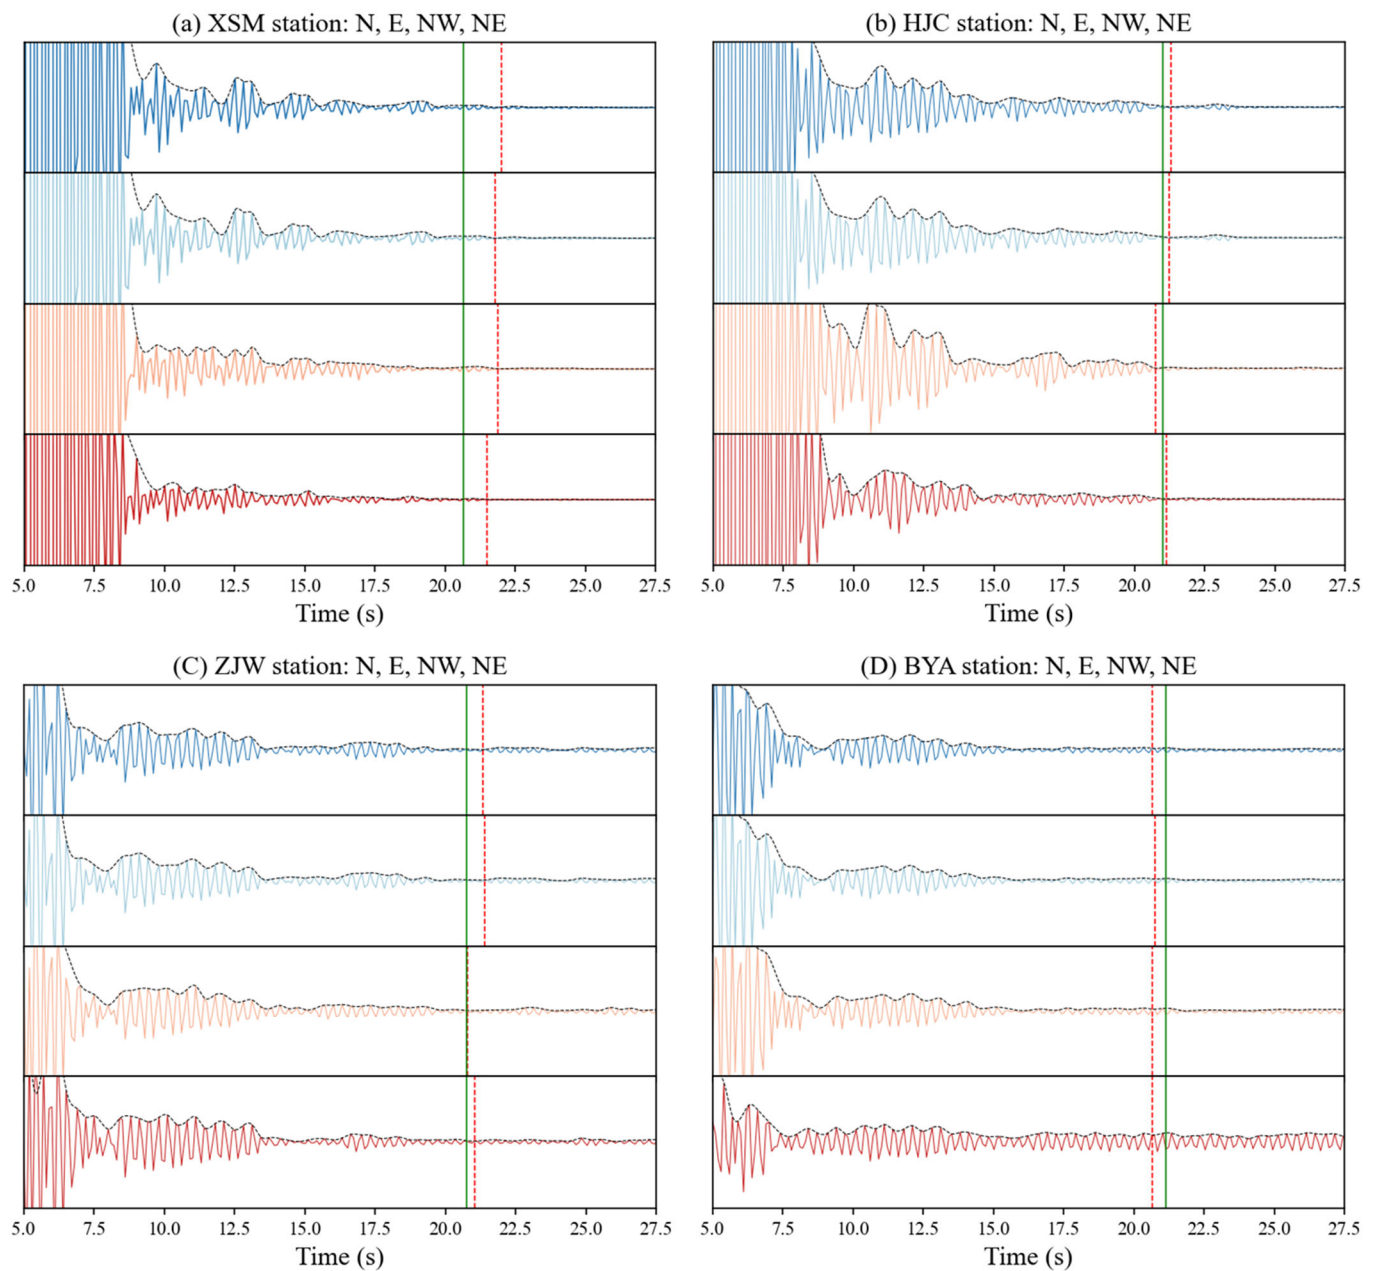 (a) XSM station: N, E, NW, NE
5.0 7.5 10.0 12.5 15.0 17.5 20.0 22.5 25.0 27.5
Time (s)
(b) HJC station: N, E, NW, NE
5.0 7.5 10.0 12.5 15.0 17.5 20.0 22.5 25.0 27.5
Time (s)
(C) ZJW station: N, E, NW, NE
5.0 7.5 10.0 12.5 15.0 17.5 20.0 22.5 25.0 27.5
Time (s)
(D) BYA station: N, E, NW, NE
5.0 7.5 10.0 12.5 15.0 17.5 20.0 22.5 25.0 27.5
Time (s)